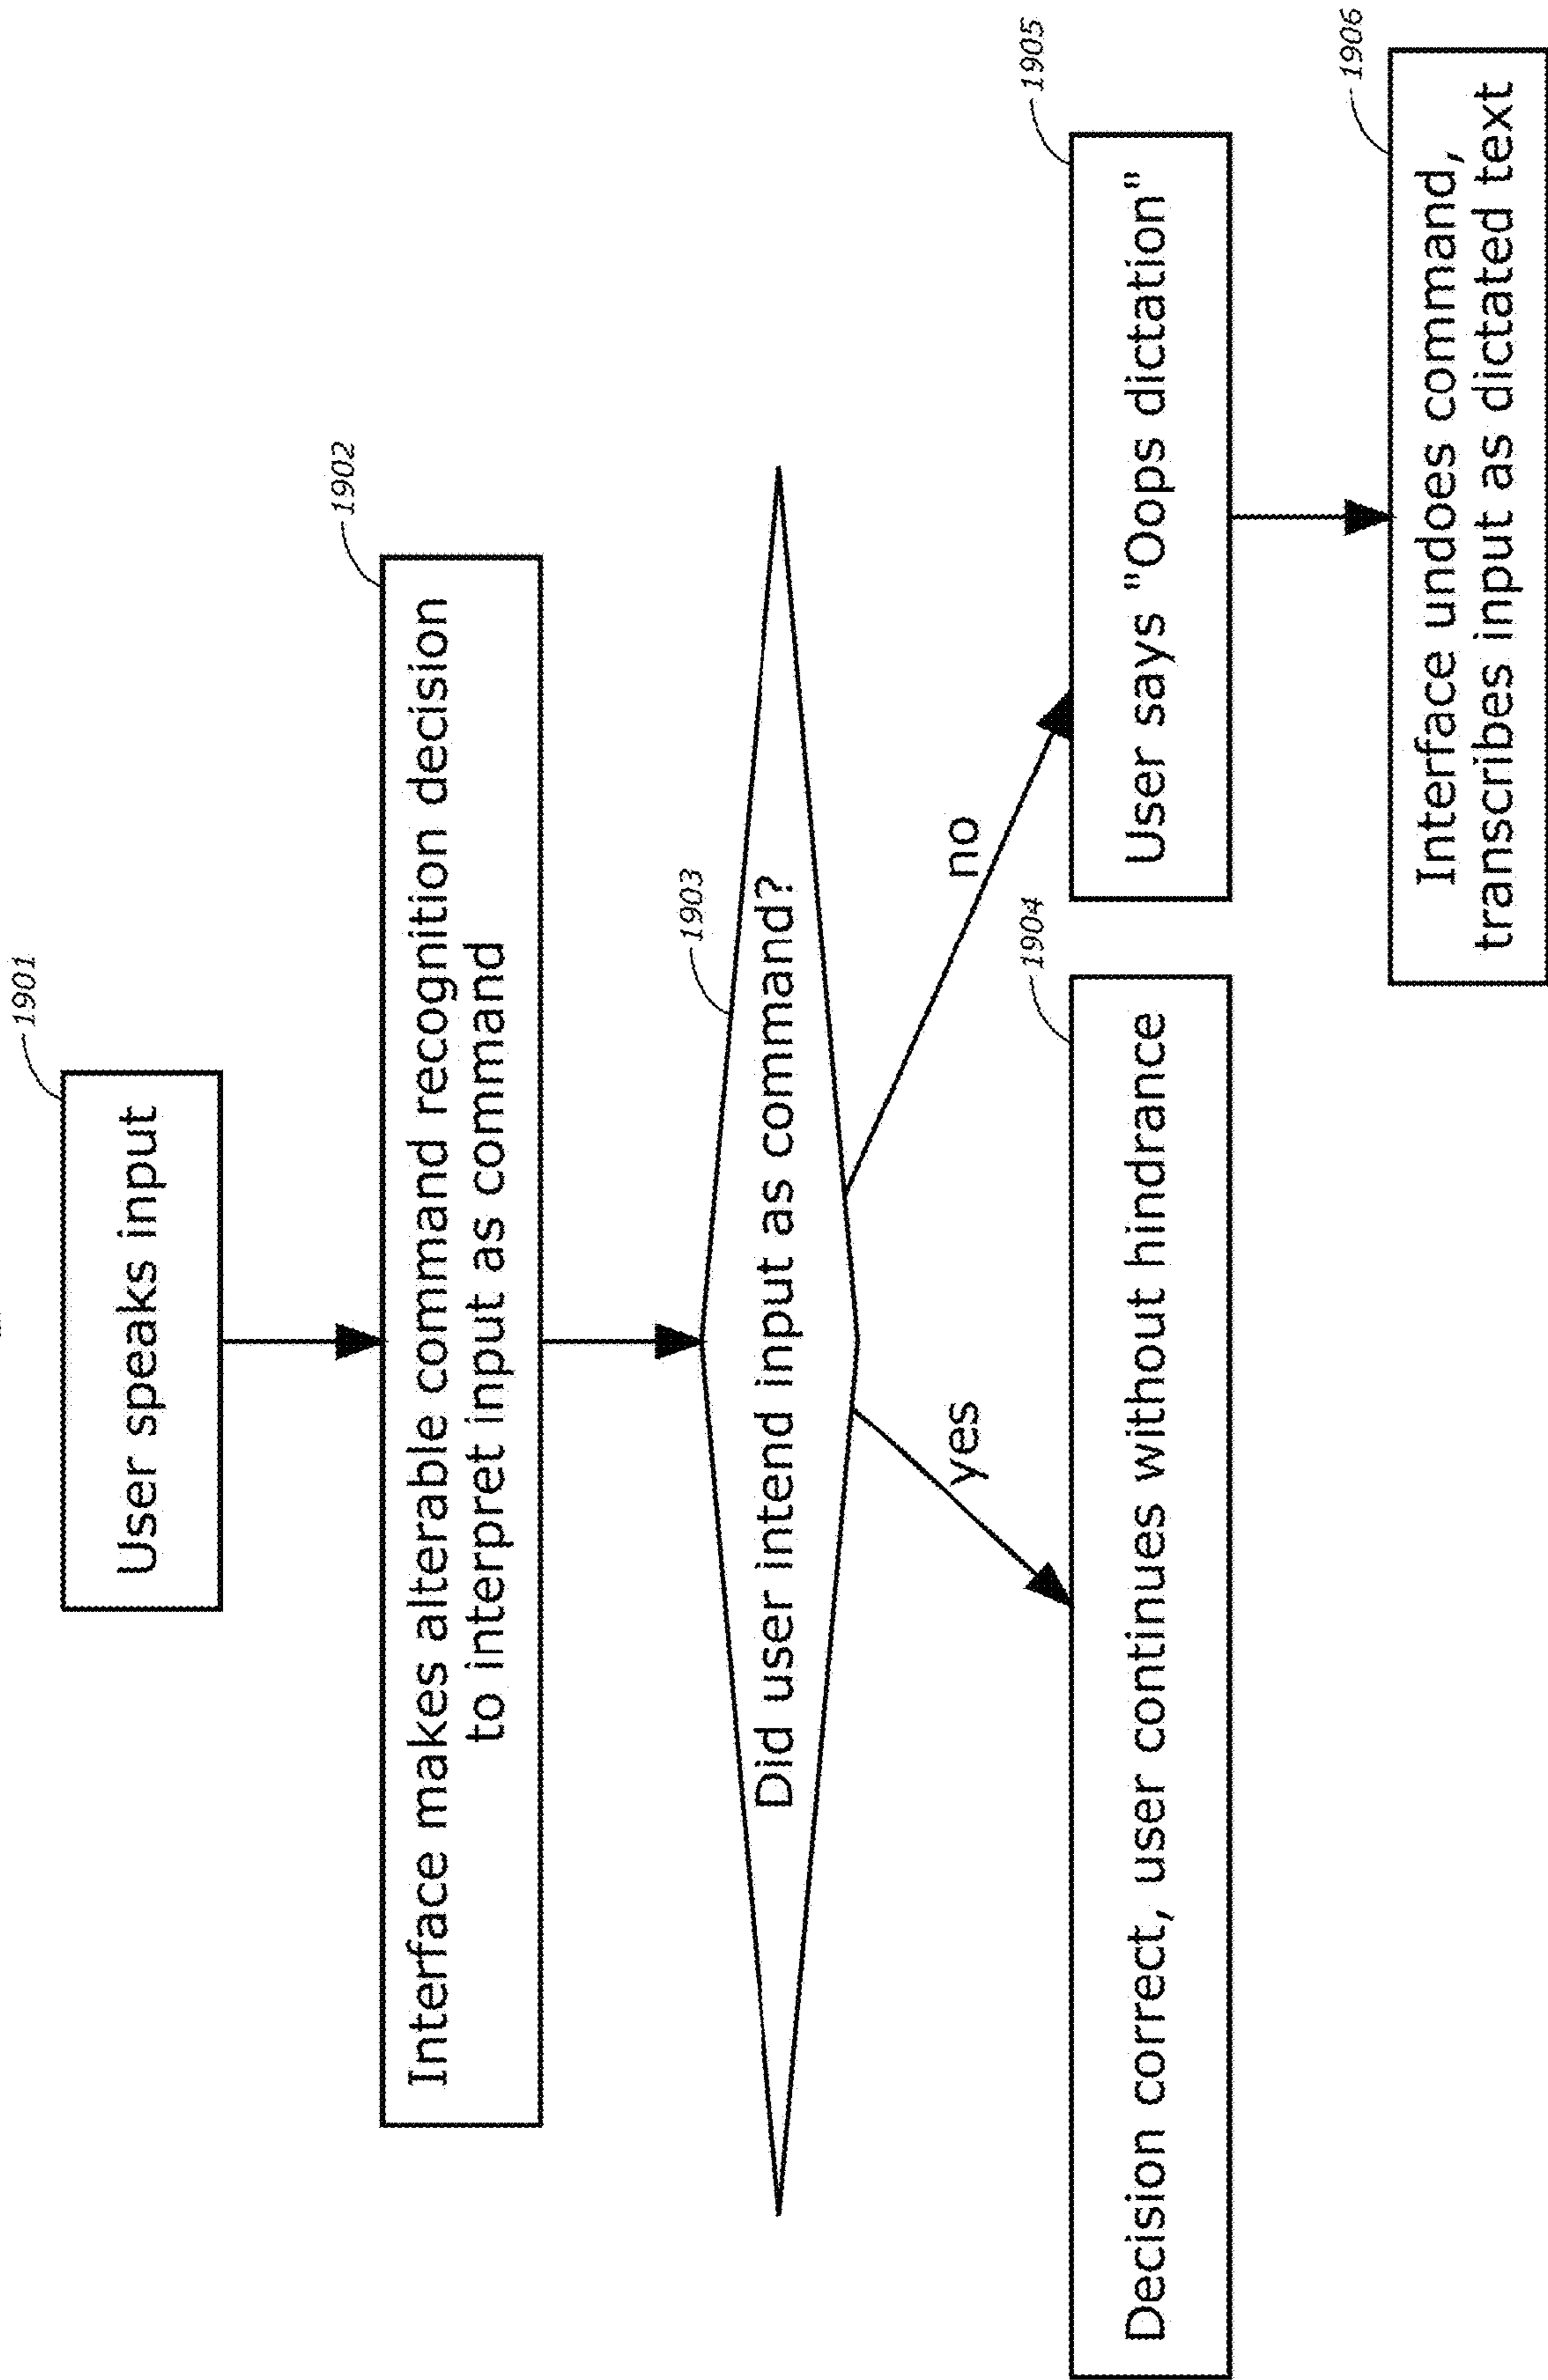 1901
User speaks input
1902
Interface makes alterable command recognition decision
to interpret input as command
1903
Did user intend input as command?
yes
no
1904
Decision correct, user continues without hindrance
1905
User says "Oops dictation"
1906
Interface undoes command,
transcribes input as dictated text